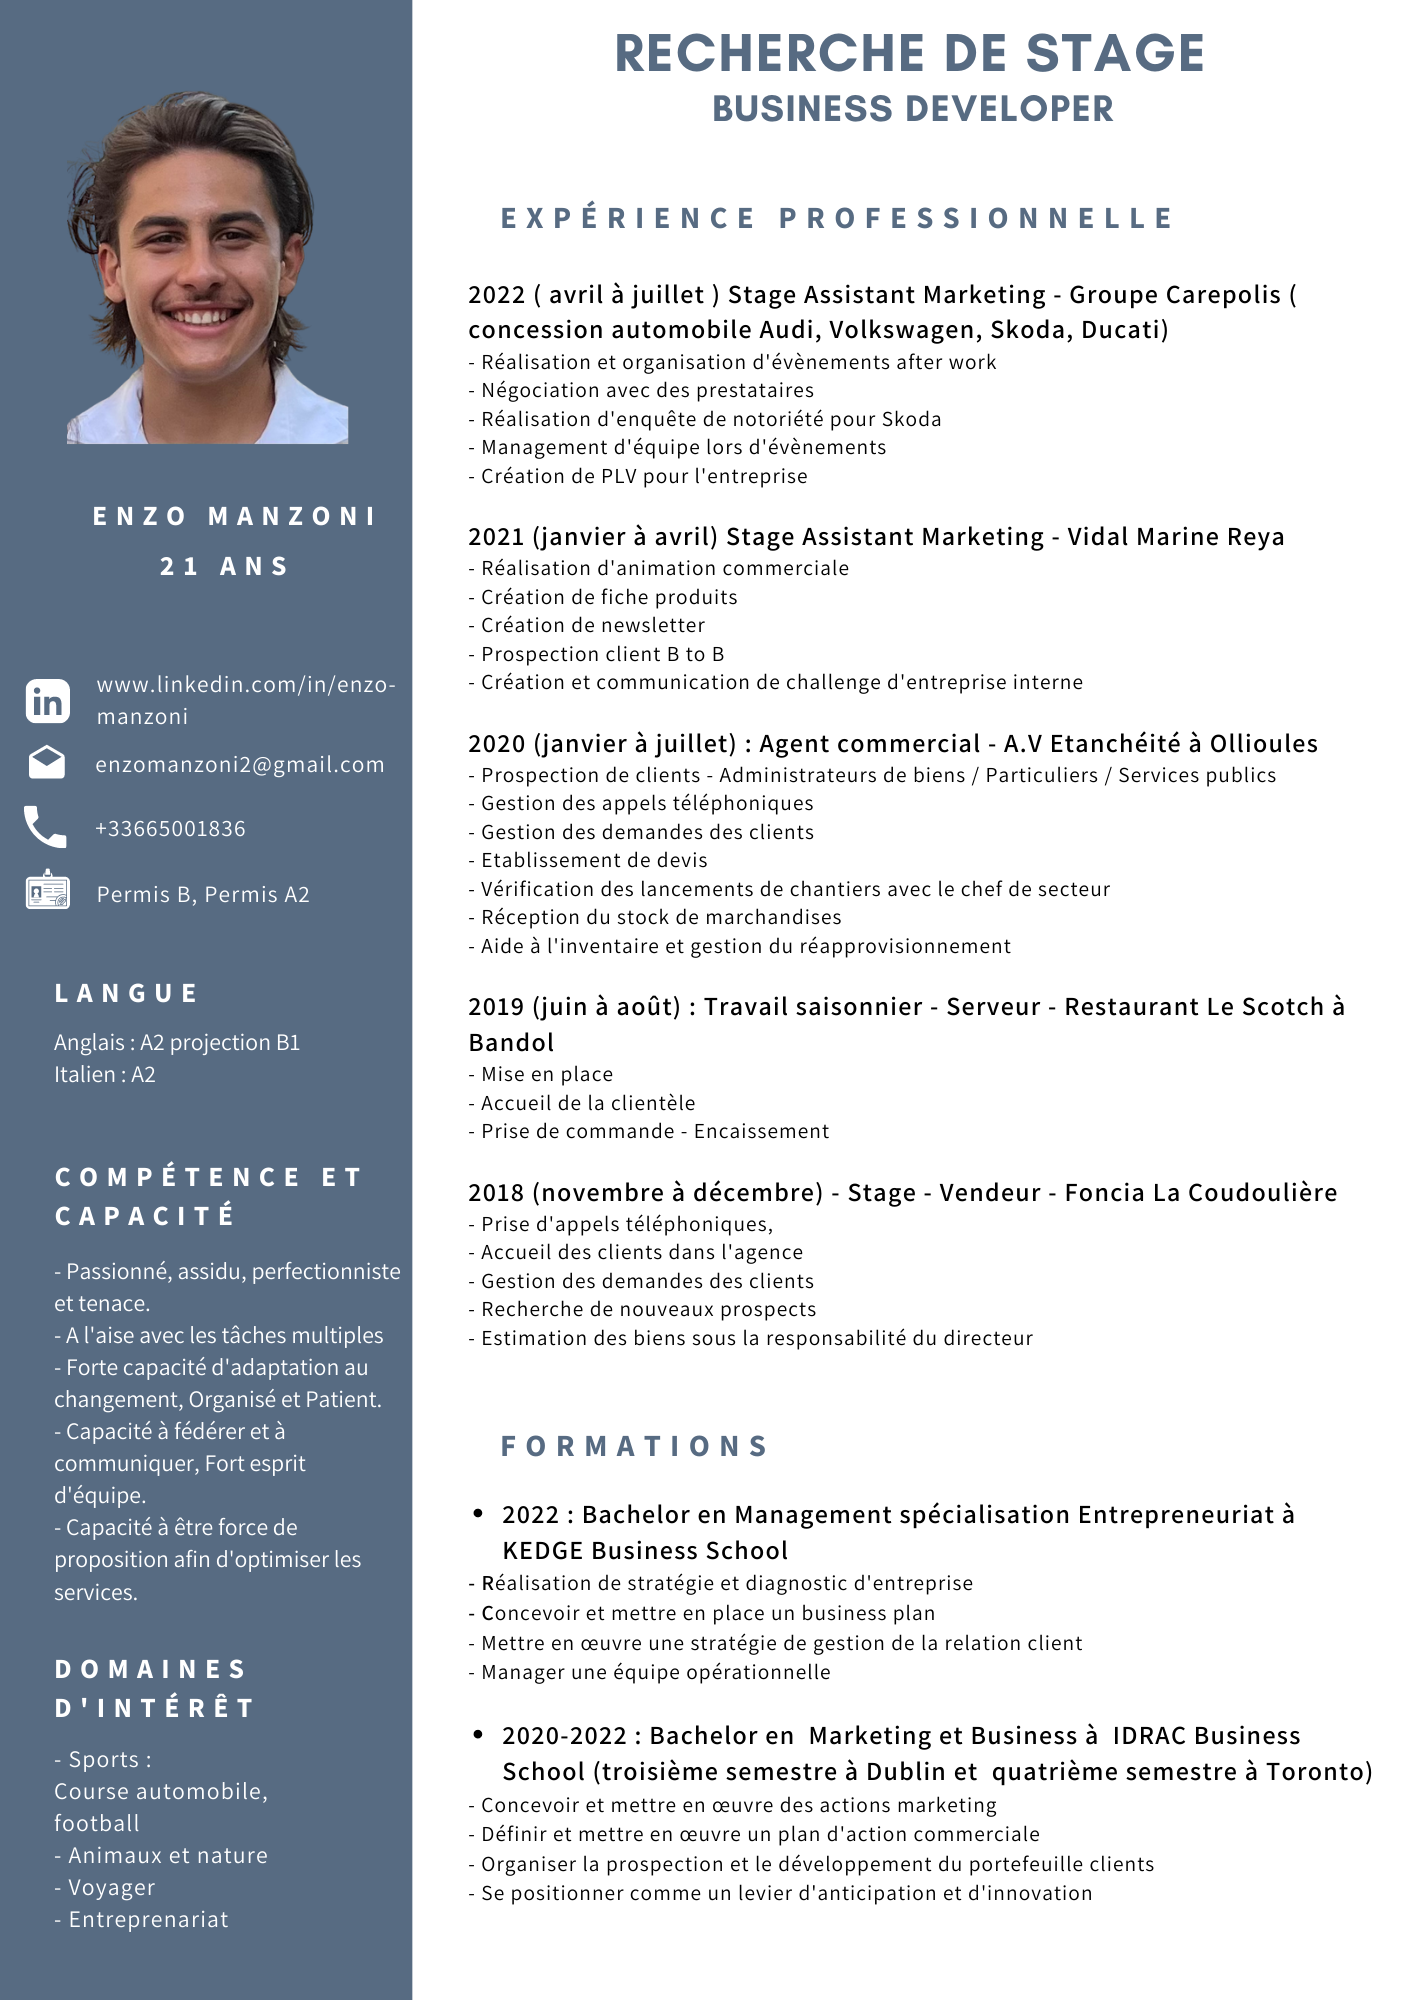 RECHERCHE DE STAGE
BUSINESS DEVELOPER
ENZO MANZONI
21 ANS
in
www.linkedin.com/in/enzo-
manzoni
enzomanzoni2@gmail.com
+33665001836
Permis B, Permis A2
LANGUE
Anglais : A2 projection B1
Italien : A2
COMPÉTENCE ET
CAPACITÉ
- Passionné, assidu, perfectionniste
et tenace.
- A l'aise avec les tâches multiples
- Forte capacité d'adaptation au
changement, Organisé et Patient.
- Capacité à fédérer et à
communiquer, Fort esprit
d'équipe.
- Capacité à être force de
proposition afin d'optimiser les
services.
DOMAINES
D'INTÉRÊT
- Sports :
Course automobile,
football
- Animaux et nature
- Voyager
- Entreprenariat
EXPÉRIENCE PROFESSIONNELLE
2022 ( avril à juillet ) Stage Assistant Marketing - Groupe Carepolis (
concession automobile Audi, Volkswagen, Skoda, Ducati)
- Réalisation et organisation d'évènements after work
- Négociation avec des prestataires
- Réalisation d'enquête de notoriété pour Skoda
- Management d'équipe lors d'évènements
- Création de PLV pour l'entreprise
2021 (janvier à avril) Stage Assistant Marketing - Vidal Marine Reya
- Réalisation d'animation commerciale
- Création de fiche produits
- Création de newsletter
- Prospection client B to B
- Création et communication de challenge d'entreprise interne
2020 (janvier à juillet) : Agent commercial - A.V Etanchéité à Ollioules
- Prospection de clients - Administrateurs de biens / Particuliers / Services publics
- Gestion des appels téléphoniques
- Gestion des demandes des clients
- Etablissement de devis
- Vérification des lancements de chantiers avec le chef de secteur
- Réception du stock de marchandises
- Aide à l'inventaire et gestion du réapprovisionnement
2019 (juin à août) : Travail saisonnier - Serveur - Restaurant Le Scotch à
Bandol
- Mise en place
- Accueil de la clientèle
- Prise de commande - Encaissement
2018 (novembre à décembre) - Stage - Vendeur - Foncia La Coudoulière
- Prise d'appels téléphoniques,
- Accueil des clients dans l'agence
- Gestion des demandes des clients
- Recherche de nouveaux prospects
- Estimation des biens sous la responsabilité du directeur
FORMATIONS
• 2022 : Bachelor en Management spécialisation Entrepreneuriat à
KEDGE Business School
- Réalisation de stratégie et diagnostic d'entreprise
- Concevoir et mettre en place un business plan
- Mettre en œuvre une stratégie de gestion de la relation client
- Manager une équipe opérationnelle
• 2020-2022 : Bachelor en Marketing et Business à IDRAC Business
School (troisième semestre à Dublin et quatrième semestre à Toronto)
- Concevoir et mettre en œuvre des actions marketing
- Définir et mettre en œuvre un plan d'action commerciale
- Organiser la prospection et le développement du portefeuille clients
- Se positionner comme un levier d'anticipation et d'innovation